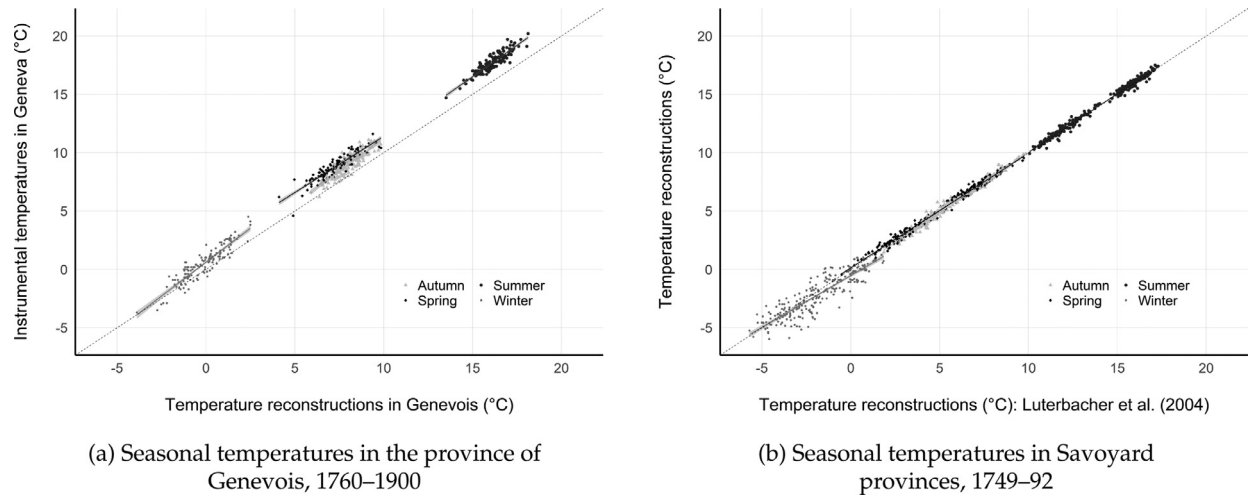 Instrumental temperatures in Geneva (°C)
20
15
10
5
0
-5
-5 0 5 10 15 20
Autumn Summer
Spring Winter
Temperature reconstructions in Genevois (°C)
(a) Seasonal temperatures in the province of
Genevois, 1760–1900
Temperature reconstructions (°C)
20
15
10
5
0
-5
-5 0 5 10 15 20
Autumn Summer
Spring Winter
Temperature reconstructions (°C): Luterbacher et al. (2004)
(b) Seasonal temperatures in Savoyard
provinces, 1749–92